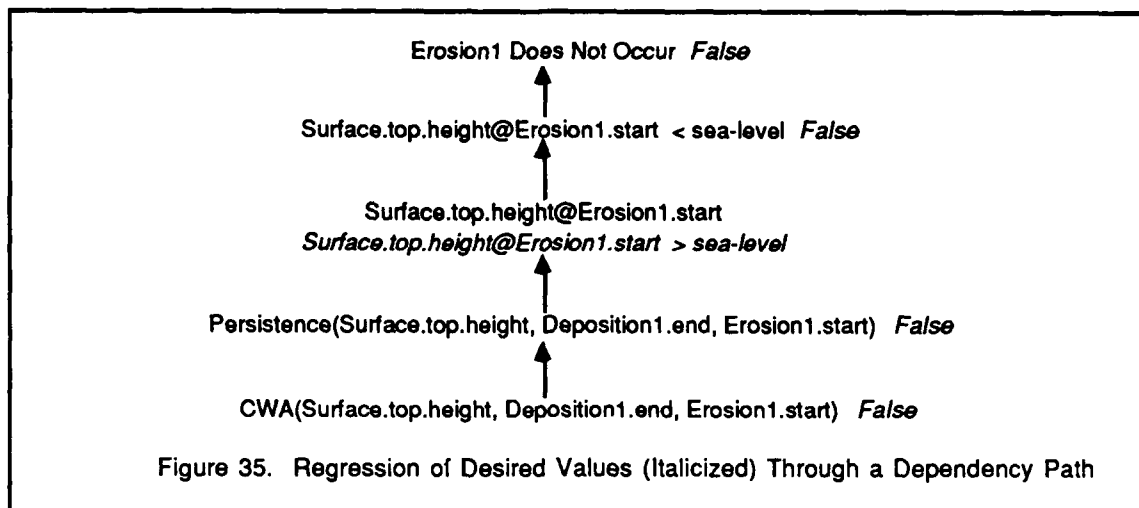 Erosion1 Does Not Occur False
Surface.top.height@Erosion1.start < sea-level False
Surface.top.height@Erosion1.start
Surface.top.height@Erosion1.start > sea-level
Persistence(Surface.top.height, Deposition1.end, Erosion1.start) False
CWA(Surface.top.height, Deposition1.end, Erosion1.start) False
Figure 35. Regression of Desired Values (Italicized) Through a Dependency Path